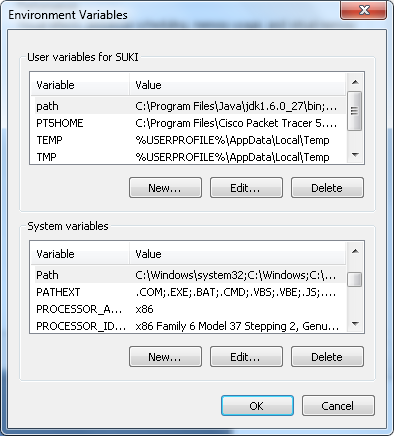 Environment Variables
User variables for SUKI
Variable Value
path C:\Program Files\Java\jdk1.6.0_27\bin;...
PT5HOME C:\Program Files\Cisco Packet Tracer 5....
TEMP %USERPROFILE%\AppData\Local\Temp
TMP %USERPROFILE%\AppData\Local\Temp
New... Edit... Delete
System variables
Variable Value
Path C:\Windows\system32;C:\Windows;C:\...
PATHEXT .COM;.EXE;.BAT;.CMD;.VBS;.VBE;.JS;....
PROCESSOR_A... x86
PROCESSOR_ID... x86 Family 6 Model 37 Stepping 2, Genu...
New... Edit... Delete
OK Cancel